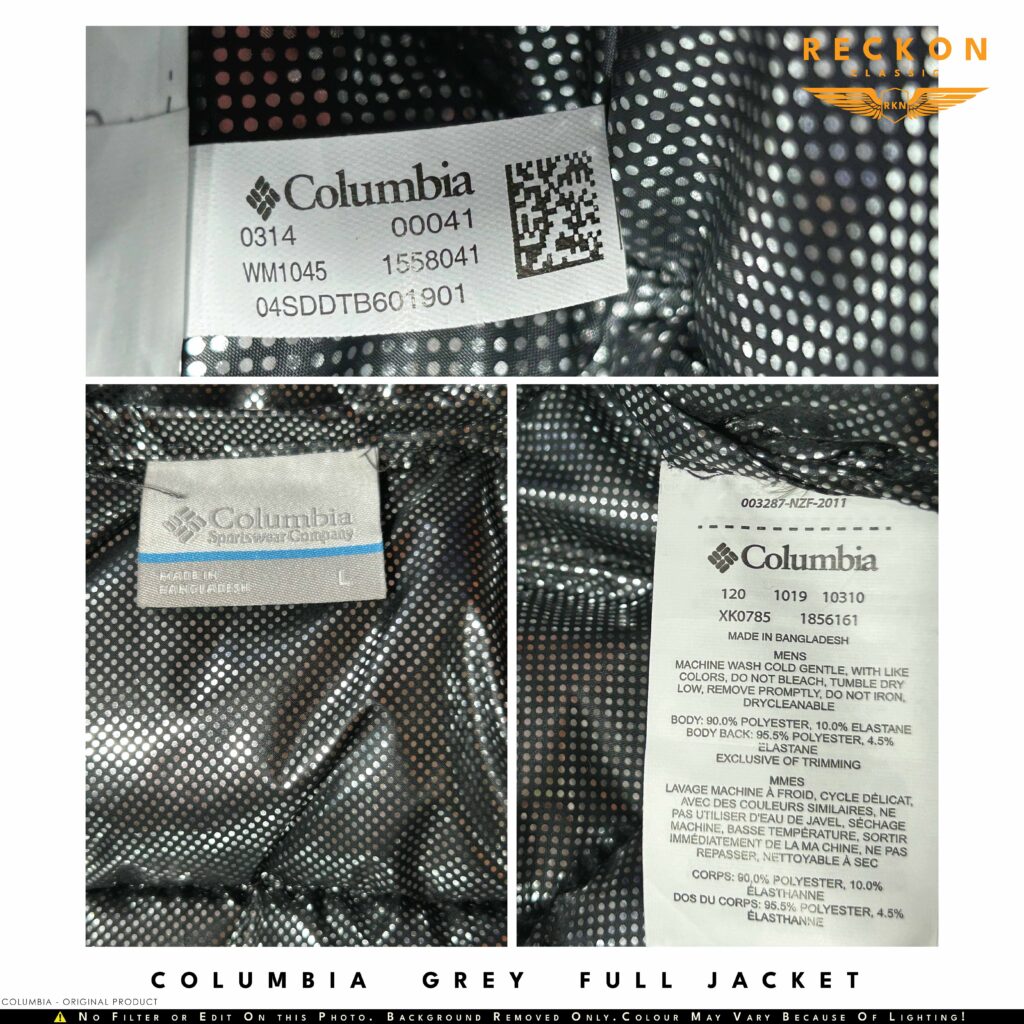 RECKON
CLASSIC
RKN
Columbia
0314 00041
WM1045 1558041
04SDDTB601901
Columbia
Sportswear Company
MADE IN
BANGLADESH
L
003287-NZF-2011
Columbia
120 1019 10310
XK0785 1856161
MADE IN BANGLADESH
MENS
MACHINE WASH COLD GENTLE, WITH LIKE
COLORS, DO NOT BLEACH, TUMBLE DRY
LOW, REMOVE PROMPTLY, DO NOT IRON,
DRYCLEANABLE
BODY: 90.0% POLYESTER, 10.0% ELASTANE
BODY BACK: 95.5% POLYESTER, 4.5%
ELASTANE
EXCLUSIVE OF TRIMMING
MMES
LAVAGE MACHINE À FROID, CYCLE DÉLICAT,
AVEC DES COULEURS SIMILAIRES, NE
PAS UTILISER D'EAU DE JAVEL, SÉCHAGE
MACHINE, BASSE TEMPÉRATURE, SORTIR
IMMÉDIATEMENT DE LA MA CHINE, NE PAS
REPASSER, NETTOYABLE À SEC
CORPS: 90,0% POLYESTER, 10.0%
ÉLASTHANNE
DOS DU CORPS: 95.5% POLYESTER, 4.5%
ÉLASTHANNE
COLUMBIA GREY FULL JACKET
COLUMBIA - ORIGINAL PRODUCT
No Filter or Edit On this Photo. Background Removed Only.Colour May Vary Because Of Lighting!